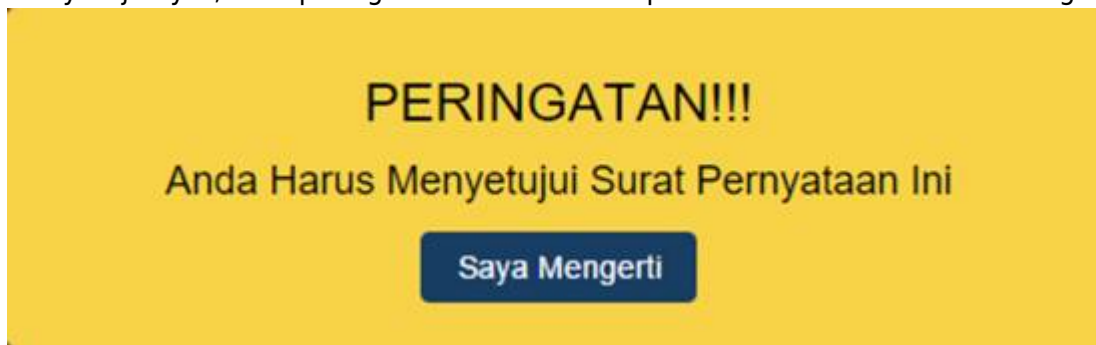 PERINGATAN!!!
Anda Harus Menyetujui Surat Pernyataan Ini
Saya Mengerti